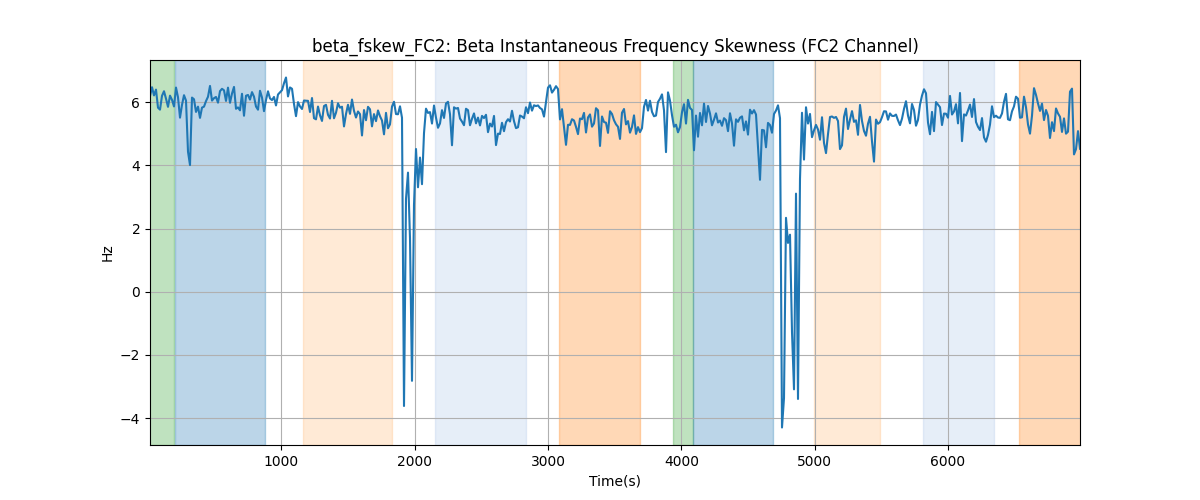 beta_fskew_FC2: Beta Instantaneous Frequency Skewness (FC2 Channel)
6
4
2
0
−2
−4
Hz
1000 2000 3000 4000 5000 6000
Time(s)